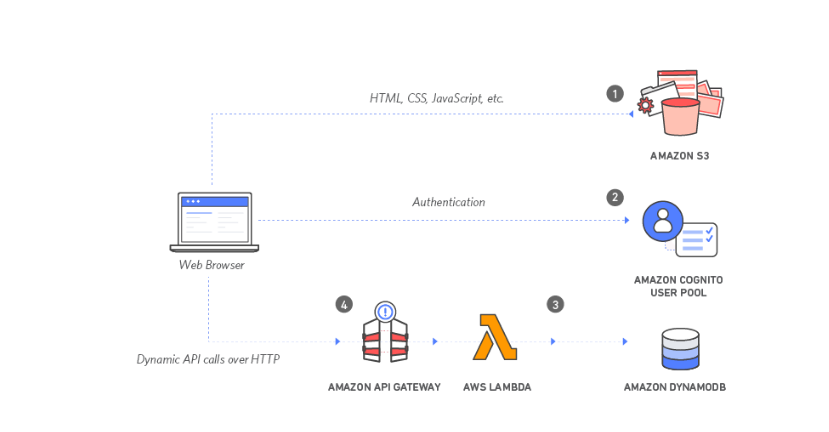 HTML, CSS, JavaScript, etc.
1
AMAZON S3
Authentication
2
Web Browser
AMAZON COGNITO
USER POOL
4
3
Dynamic API calls over HTTP
AMAZON API GATEWAY
AWS LAMBDA
AMAZON DYNAMODB